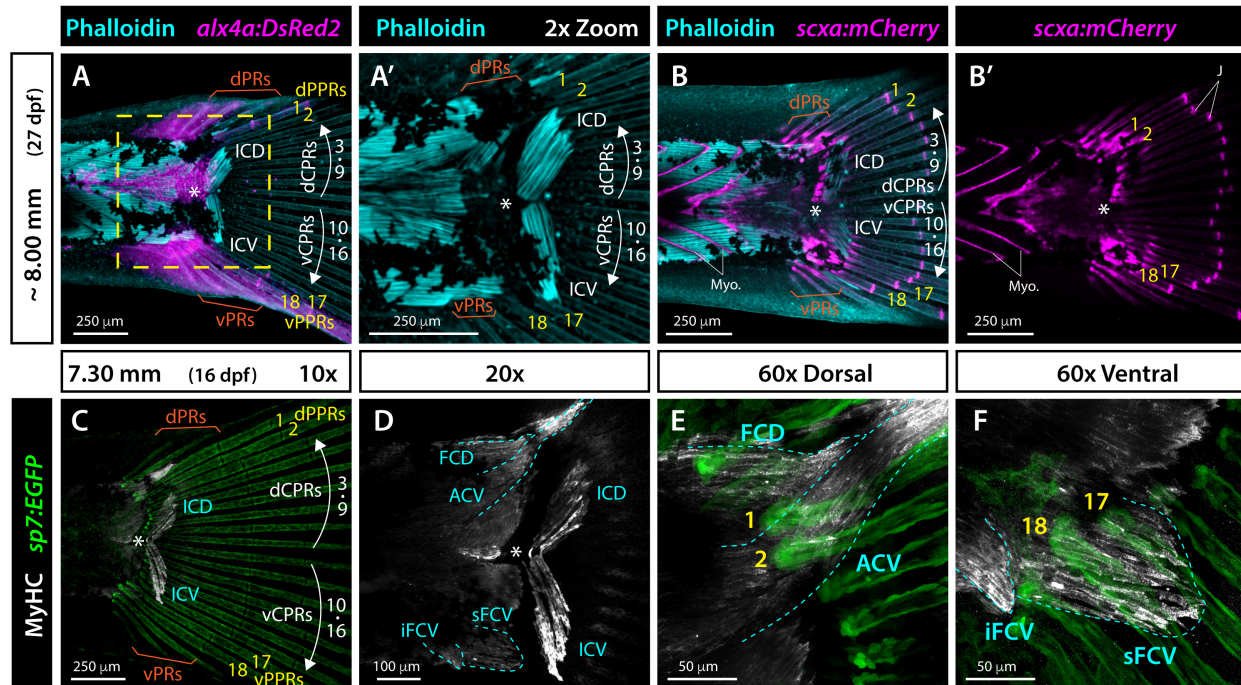 Phalloidin alx4a:DsRed2
Phalloidin 2x Zoom
Phalloidin scxa:mCherry
scxa:mCherry
~ 8.00 mm (27 dpf)
A
dPRs
dPPRs
1
2
ICD
3
·
9
dCPRs
*
vCPRs
10
·
16
ICV
18 17
vPPRs
vPRs
250 μm
A’
dPRs
1
2
ICD
3
·
9
dCPRs
*
vCPRs
10
·
16
ICV
vPRs
18 17
250 μm
B
dPRs
1
2
ICD
3
·
9
dCPRs
vCPRs
*
10
·
16
ICV
Myo.
18 17
vPRs
250 μm
B’
J
1
2
*
18 17
Myo.
250 μm
7.30 mm (16 dpf) 10x
20x
60x Dorsal
60x Ventral
MyHC sp7:EGFP
C
dPRs
1 dPPRs
2
ICD
3
·
9
dCPRs
*
ICV
vCPRs
10
·
16
17
18 vPPRs
vPRs
250 μm
D
FCD
ACV
ICD
*
sFCV
iFCV
ICV
100 μm
E
FCD
1
2
ACV
50 μm
F
17
18
iFCV
sFCV
50 μm